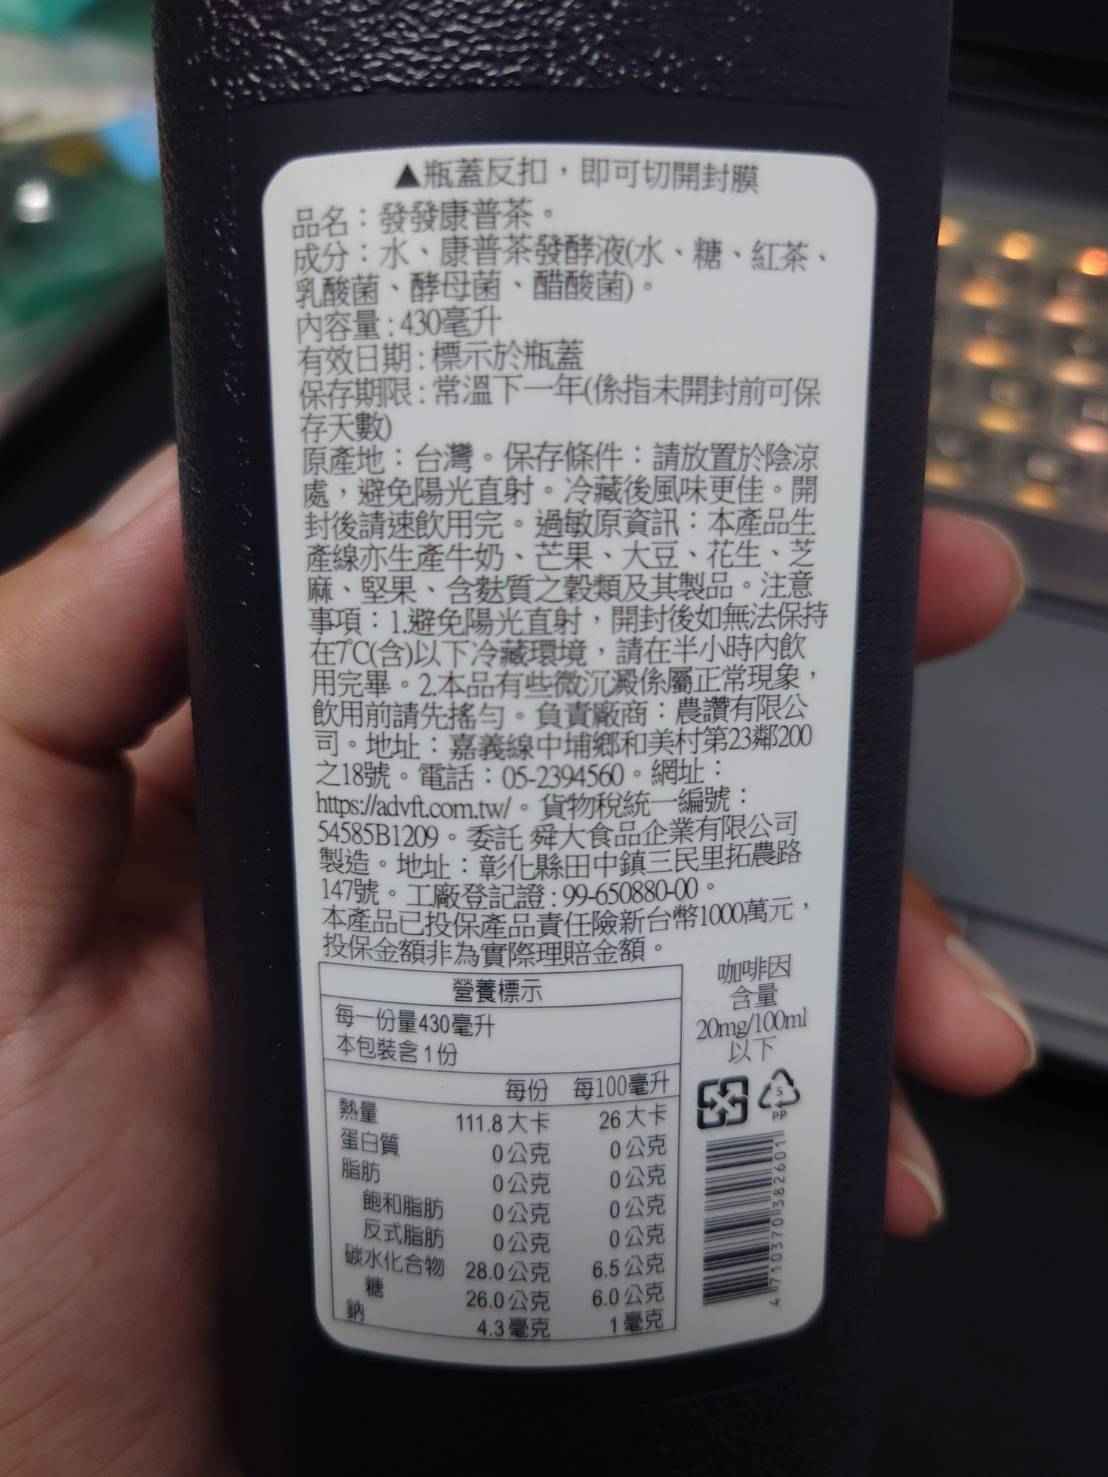 ▲瓶蓋反扣，即可切開封膜
品名：發發康普茶。
成分：水、康普茶發酵液(水、糖、紅茶、
乳酸菌、酵母菌、醋酸菌)。
內容量：430毫升
有效日期：標示於瓶蓋
保存期限：常溫下一年(係指未開封前可保
存天數)
原產地：台灣。保存條件：請放置於陰涼
處，避免陽光直射。冷藏後風味更佳。開
封後請速飲用完。過敏原資訊：本產品生
產線亦生產牛奶、芒果、大豆、花生、芝
麻、堅果、含麩質之穀類及其製品。注意
事項：1.避免陽光直射，開封後如無法保持
在7℃(含)以下冷藏環境，請在半小時內飲
用完畢。2.本品有些微沉澱係屬正常現象，
飲用前請先搖勻。負責廠商：農讚有限公
司。地址：嘉義線中埔鄉和美村第23鄰200
之18號。電話：05-2394560。網址：
https://advft.com.tw/。貨物稅統一編號：
54585B1209。委託 舜大食品企業有限公司
製造。地址：彰化縣田中鎮三民里拓農路
147號。工廠登記證：99-650880-00。
本產品已投保產品責任險新台幣1000萬元，
投保金額非為實際理賠金額。
營養標示
每一份量430毫升
本包裝含1份
每份 每100毫升
熱量 111.8大卡 26大卡
蛋白質 0公克 0公克
脂肪 0公克 0公克
飽和脂肪 0公克 0公克
反式脂肪 0公克 0公克
碳水化合物 28.0公克 6.5公克
糖 26.0公克 6.0公克
鈉 4.3毫克 1毫克
咖啡因
含量
20mg/100ml
以下
5
PP
4710370382601